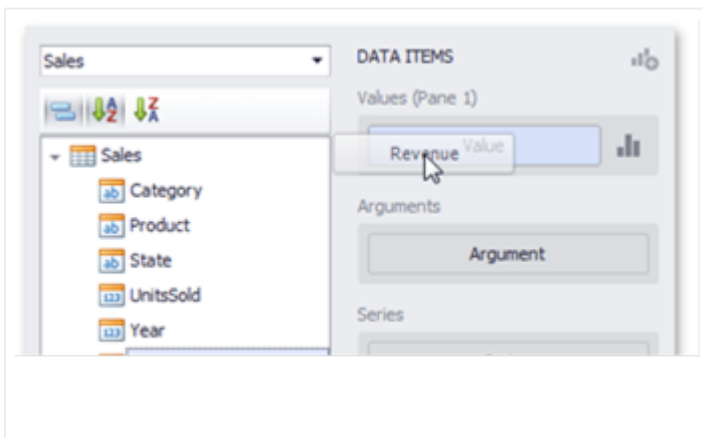 Sales
DATA ITEMS
Values (Pane 1)
Sales
Revenue
Value
Category
Arguments
Product
State
Argument
UnitsSold
Series
Year